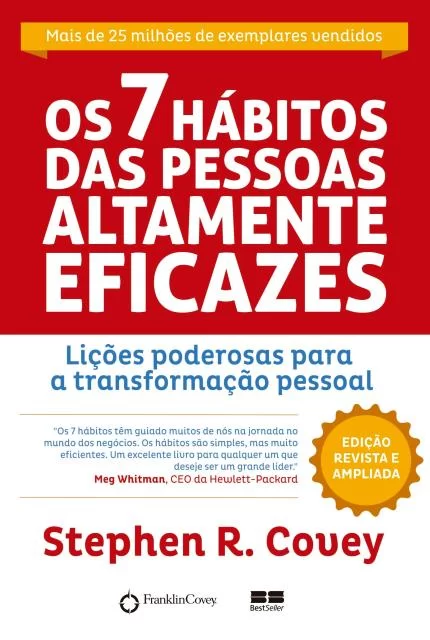 Mais de 25 milhões de exemplares vendidos
OS 7 HÁBITOS
DAS PESSOAS
ALTAMENTE
EFICAZES
Lições poderosas para
a transformação pessoal
"Os 7 hábitos têm guiado muitos de nós na jornada no
mundo dos negócios. Os hábitos são simples, mas muito
eficientes. Um excelente livro para qualquer um que
deseje ser um grande líder."
Meg Whitman, CEO da Hewlett-Packard
EDIÇÃO
REVISTA E
AMPLIADA
Stephen R. Covey
FranklinCovey
BS
BestSeller